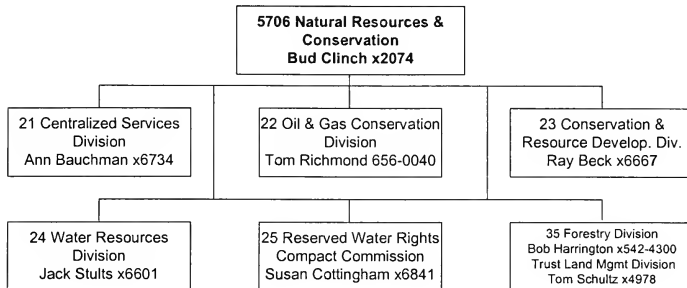 5706 Natural Resources &
Conservation
Bud Clinch x2074
21 Centralized Services
Division
Ann Bauchman x6734
22 Oil & Gas Conservation
Division
Tom Richmond 656-0040
23 Conservation &
Resource Develop. Div.
Ray Beck x6667
24 Water Resources
Division
Jack Stults x6601
25 Reserved Water Rights
Compact Commission
Susan Cottingham x6841
35 Forestry Division
Bob Harrington x542-4300
Trust Land Mgmt Division
Tom Schultz x4978